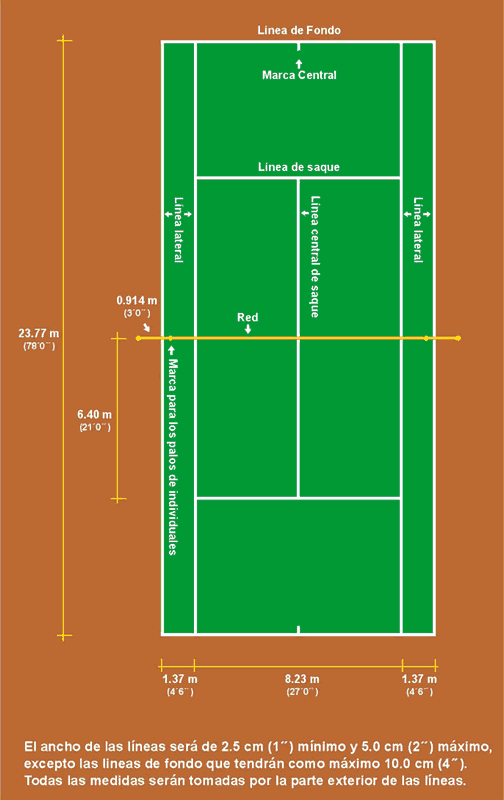 Linea de Fondo
Marca Central
Línea de saque
Línea lateral
Línea central de saque
Línea lateral
0.914 m
(3´0¨)
Red
23.77 m
(78´0¨)
Marca para los palos de individuales
6.40 m
(21´0¨)
1.37 m
(4´6¨)
8.23 m
(27´0¨)
1.37 m
(4´6¨)
El ancho de las líneas será de 2.5 cm (1˝) mínimo y 5.0 cm (2˝) máximo,
excepto las lineas de fondo que tendrán como máximo 10.0 cm (4˝).
Todas las medidas serán tomadas por la parte exterior de las líneas.